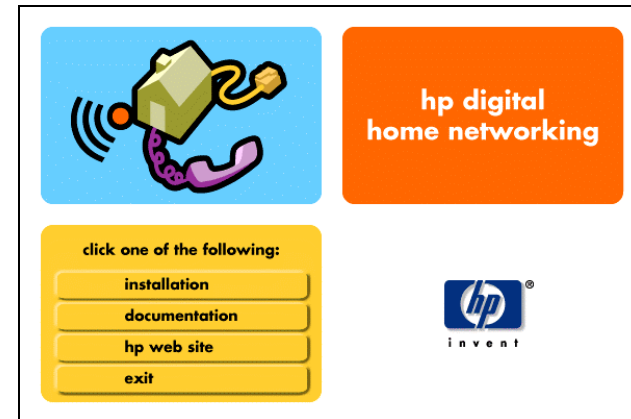 hp digital
home networking
click one of the following:
installation
documentation
hp web site
exit
hp ®
invent